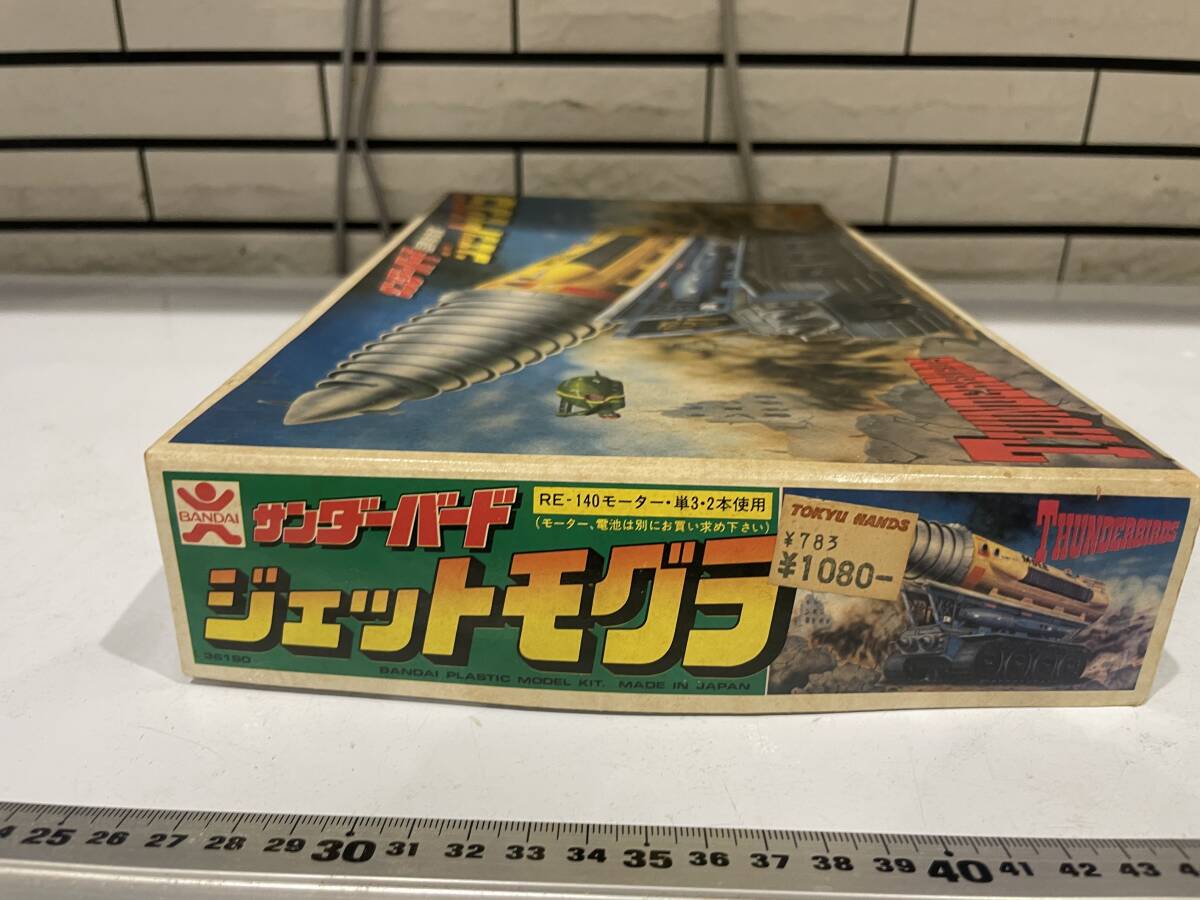 THUNDERBIRDS
BANDAI
サンダーバード
RE-140モーター・単3・2本使用
(モーター、電池は別にお買い求め下さい)
ジェットモグラ
36190
BANDAI PLASTIC MODEL KIT. MADE IN JAPAN
TOKYU HANDS
¥783
¥1080-
THUNDERBIRDS
25 26 27 28 29 30 31 32 33 34 35 36 37 38 39 40 41 42 43